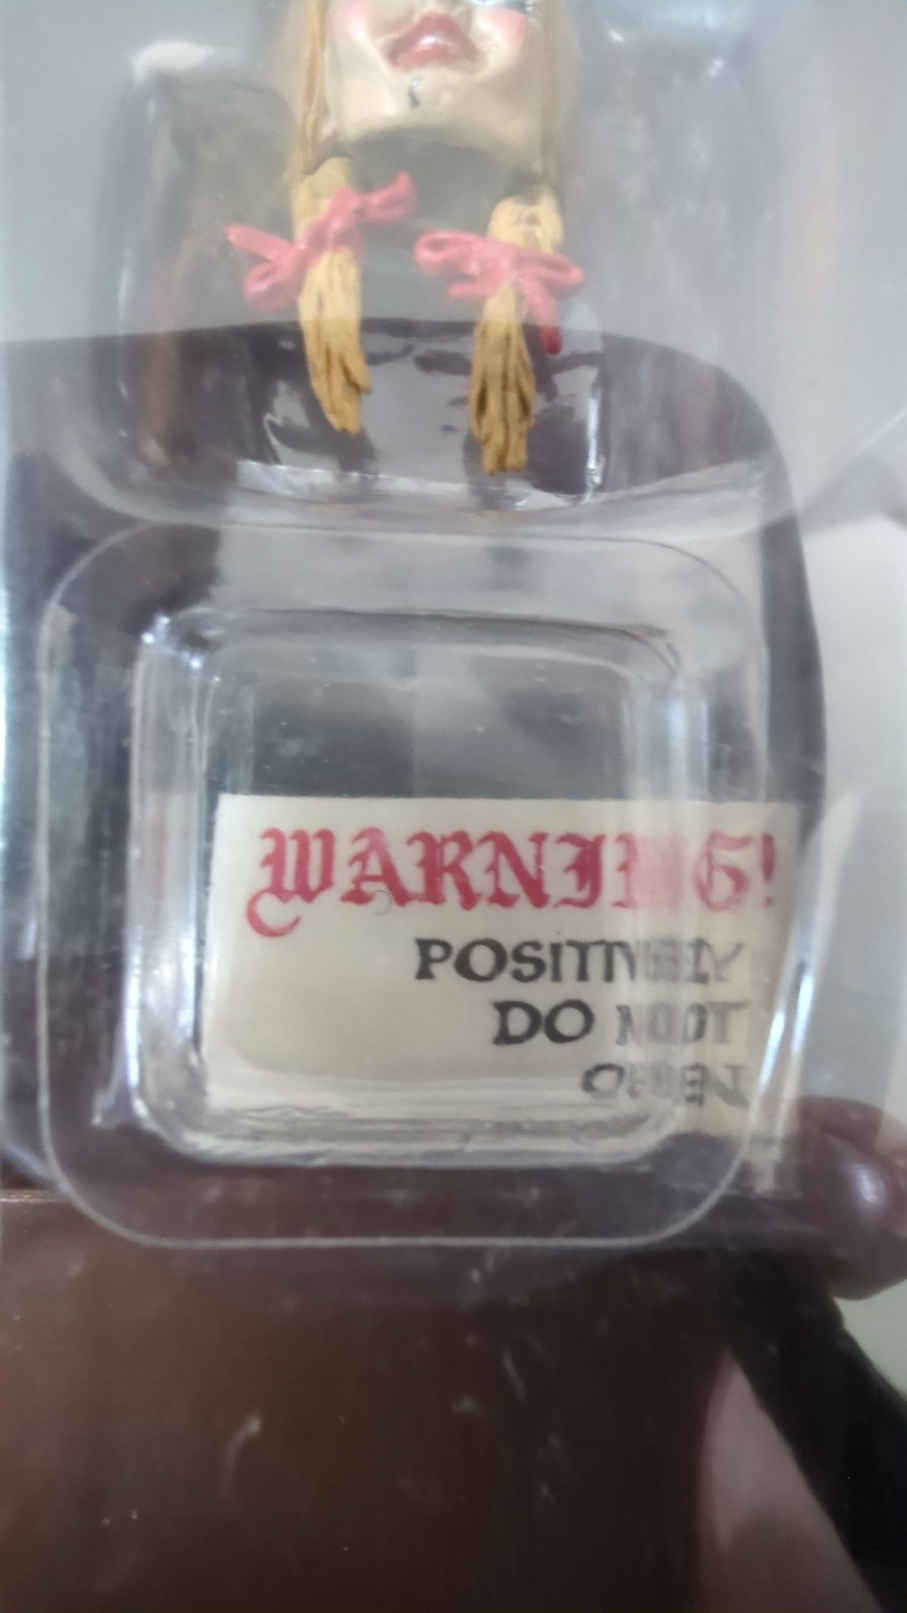 WARNING!
POSITIVELY
DO NOT
OPEN